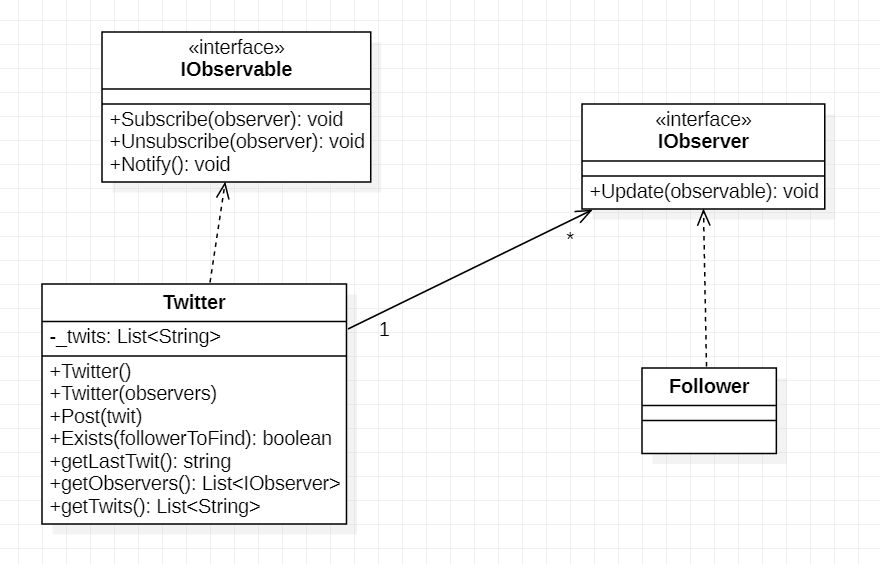 «interface»
IObservable
+Subscribe(observer): void
+Unsubscribe(observer): void
+Notify(): void
«interface»
IObserver
+Update(observable): void
*
1
Twitter
-_twits: List<String>
+Twitter()
+Twitter(observers)
+Post(twit)
+Exists(followerToFind): boolean
+getLastTwit(): string
+getObservers(): List<IObserver>
+getTwits(): List<String>
Follower